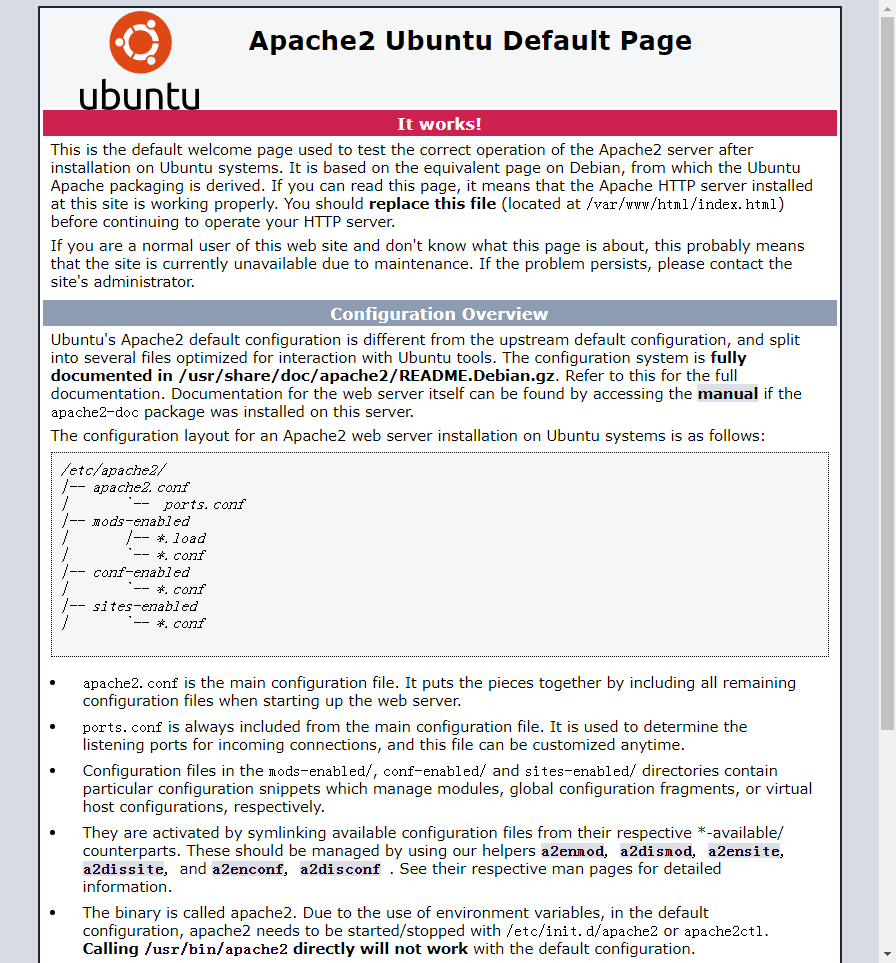 ubuntu
Apache2 Ubuntu Default Page
It works!
This is the default welcome page used to test the correct operation of the Apache2 server after
installation on Ubuntu systems. It is based on the equivalent page on Debian, from which the Ubuntu
Apache packaging is derived. If you can read this page, it means that the Apache HTTP server installed
at this site is working properly. You should replace this file (located at /var/www/html/index.html)
before continuing to operate your HTTP server.
If you are a normal user of this web site and don't know what this page is about, this probably means
that the site is currently unavailable due to maintenance. If the problem persists, please contact the
site's administrator.
Configuration Overview
Ubuntu's Apache2 default configuration is different from the upstream default configuration, and split
into several files optimized for interaction with Ubuntu tools. The configuration system is fully
documented in /usr/share/doc/apache2/README.Debian.gz. Refer to this for the full
documentation. Documentation for the web server itself can be found by accessing the manual if the
apache2-doc package was installed on this server.
The configuration layout for an Apache2 web server installation on Ubuntu systems is as follows:
/etc/apache2/
|-- apache2.conf
|       `--  ports.conf
|-- mods-enabled
|       |-- *.load
|       `-- *.conf
|-- conf-enabled
|       `-- *.conf
|-- sites-enabled
|       `-- *.conf
• apache2.conf is the main configuration file. It puts the pieces together by including all remaining
configuration files when starting up the web server.
• ports.conf is always included from the main configuration file. It is used to determine the
listening ports for incoming connections, and this file can be customized anytime.
• Configuration files in the mods-enabled/, conf-enabled/ and sites-enabled/ directories contain
particular configuration snippets which manage modules, global configuration fragments, or virtual
host configurations, respectively.
• They are activated by symlinking available configuration files from their respective *-available/
counterparts. These should be managed by using our helpers a2enmod, a2dismod, a2ensite,
a2dissite, and a2enconf, a2disconf . See their respective man pages for detailed
information.
• The binary is called apache2. Due to the use of environment variables, in the default
configuration, apache2 needs to be started/stopped with /etc/init.d/apache2 or apache2ctl.
Calling /usr/bin/apache2 directly will not work with the default configuration.